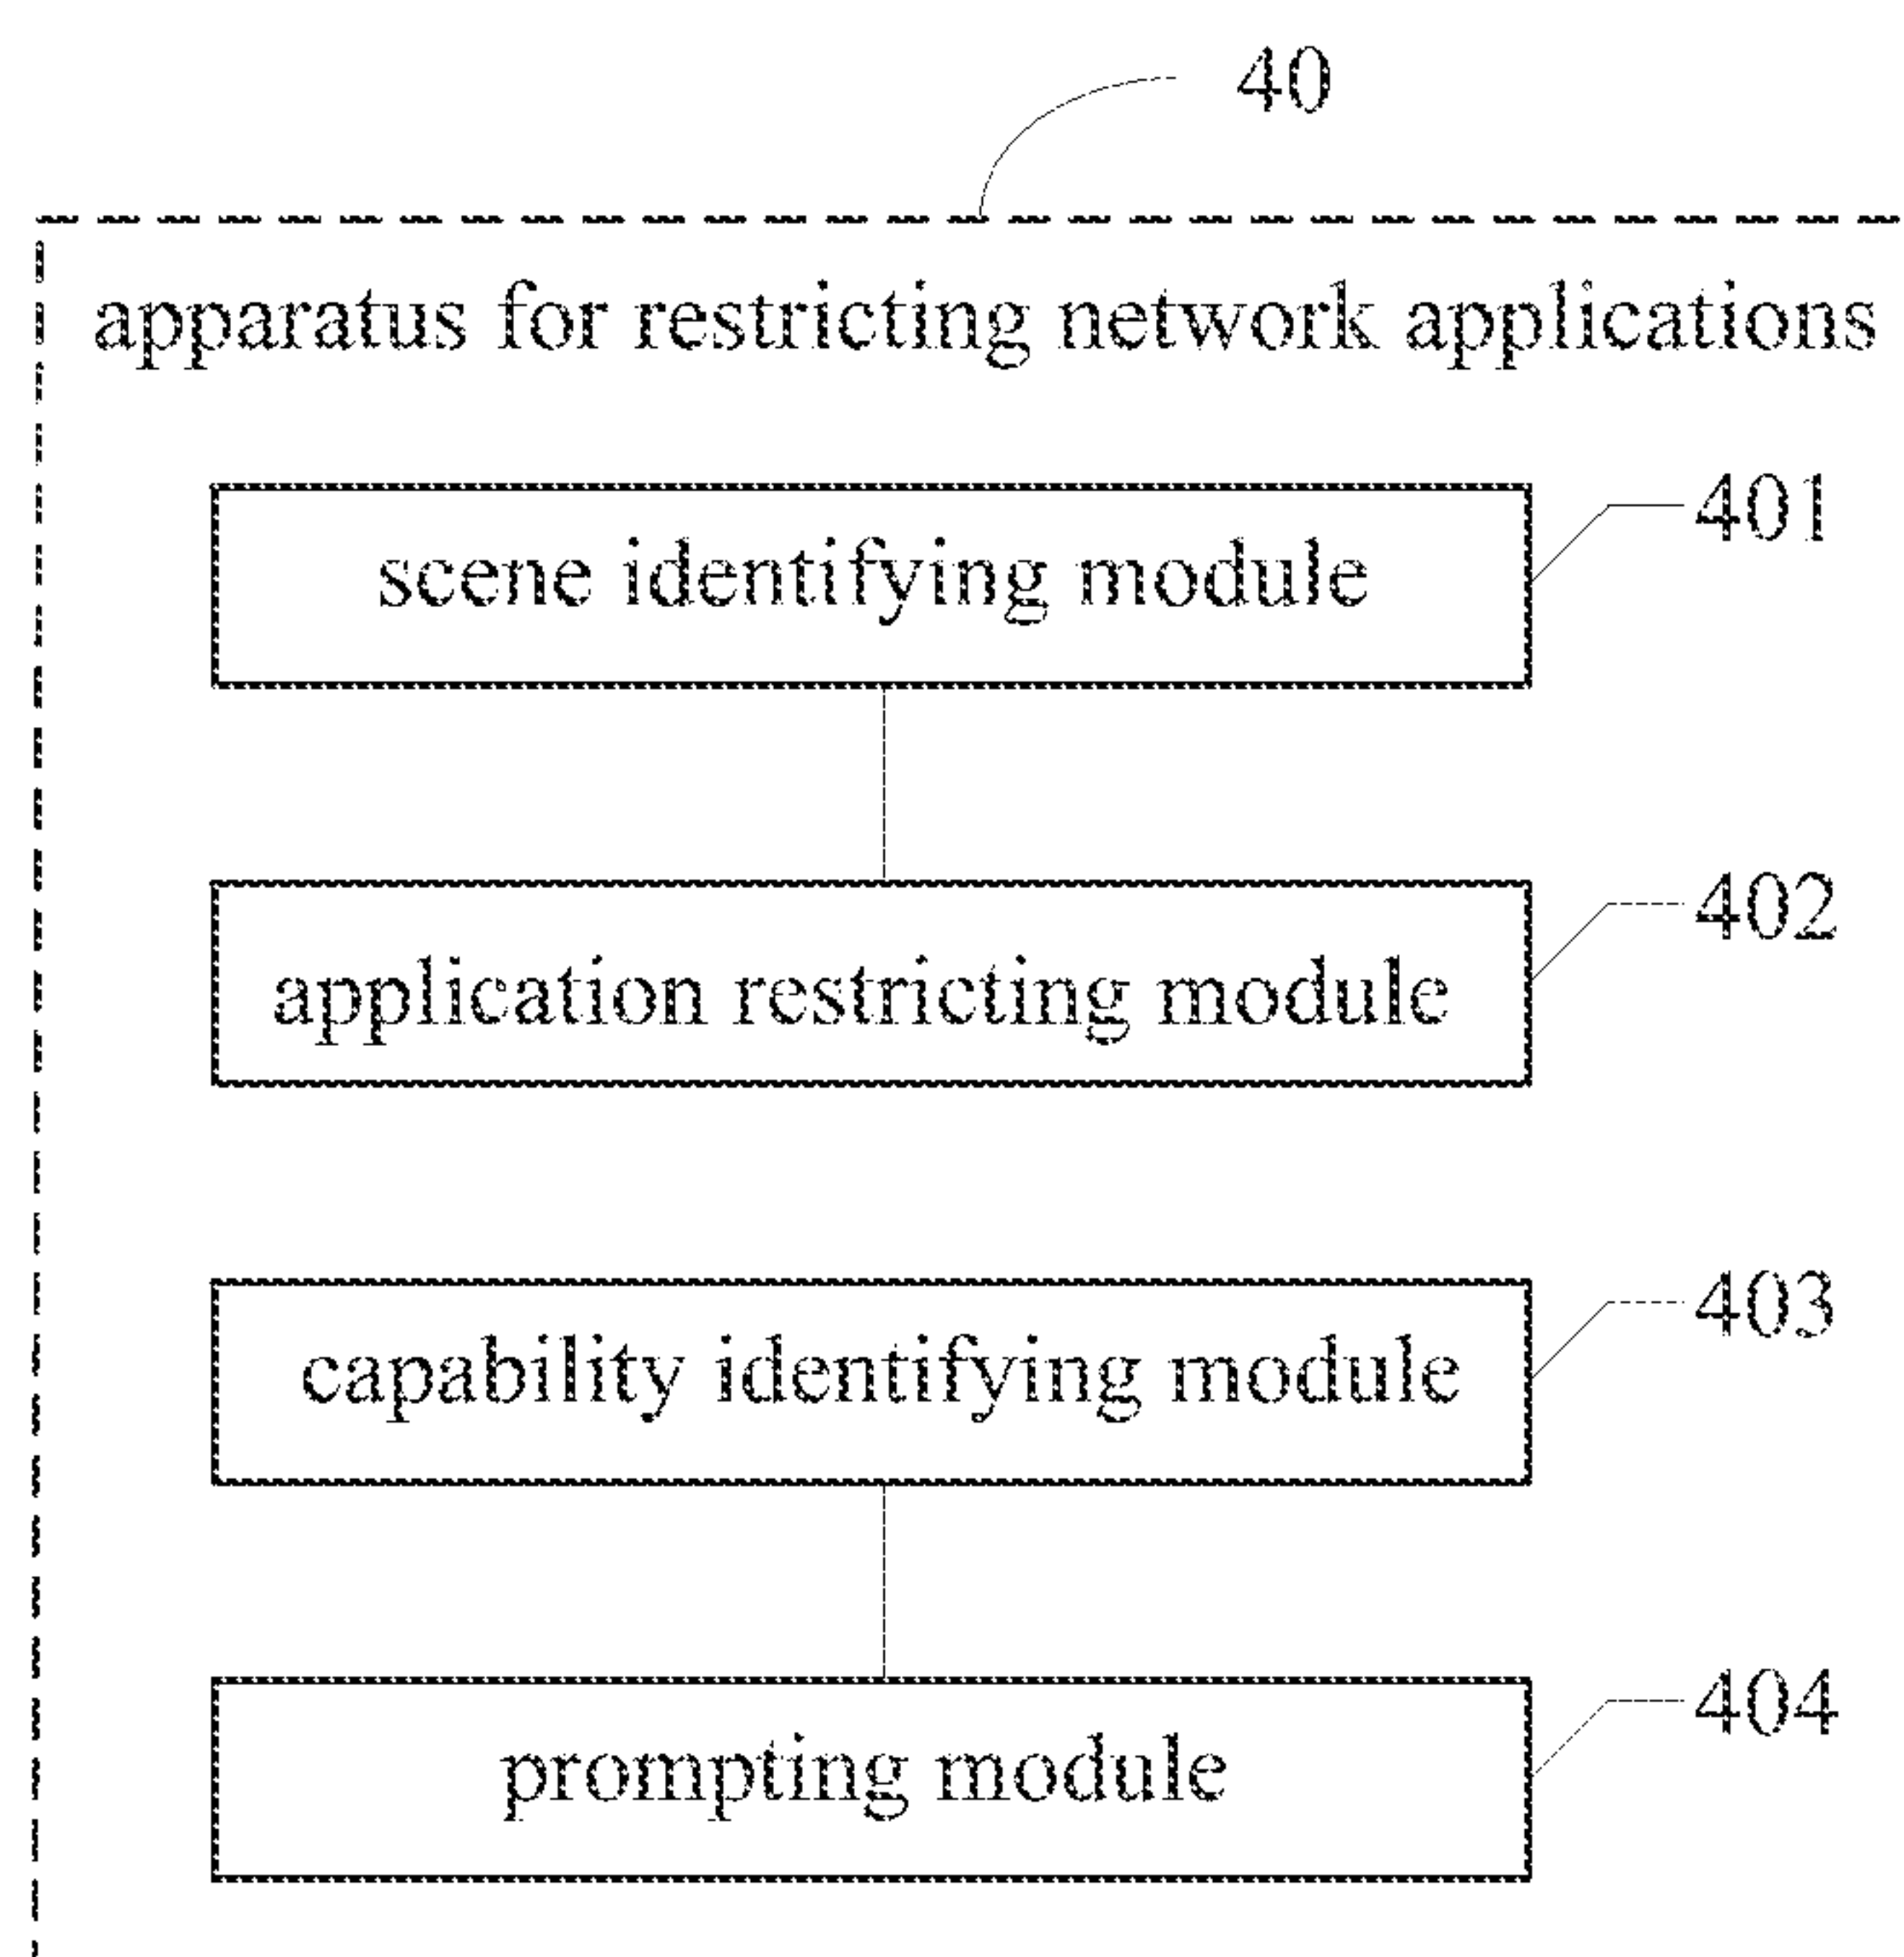 40
apparatus for restricting network applications
scene identifying module
401
application restricting module
402
capability identifying module
403
prompting module
404